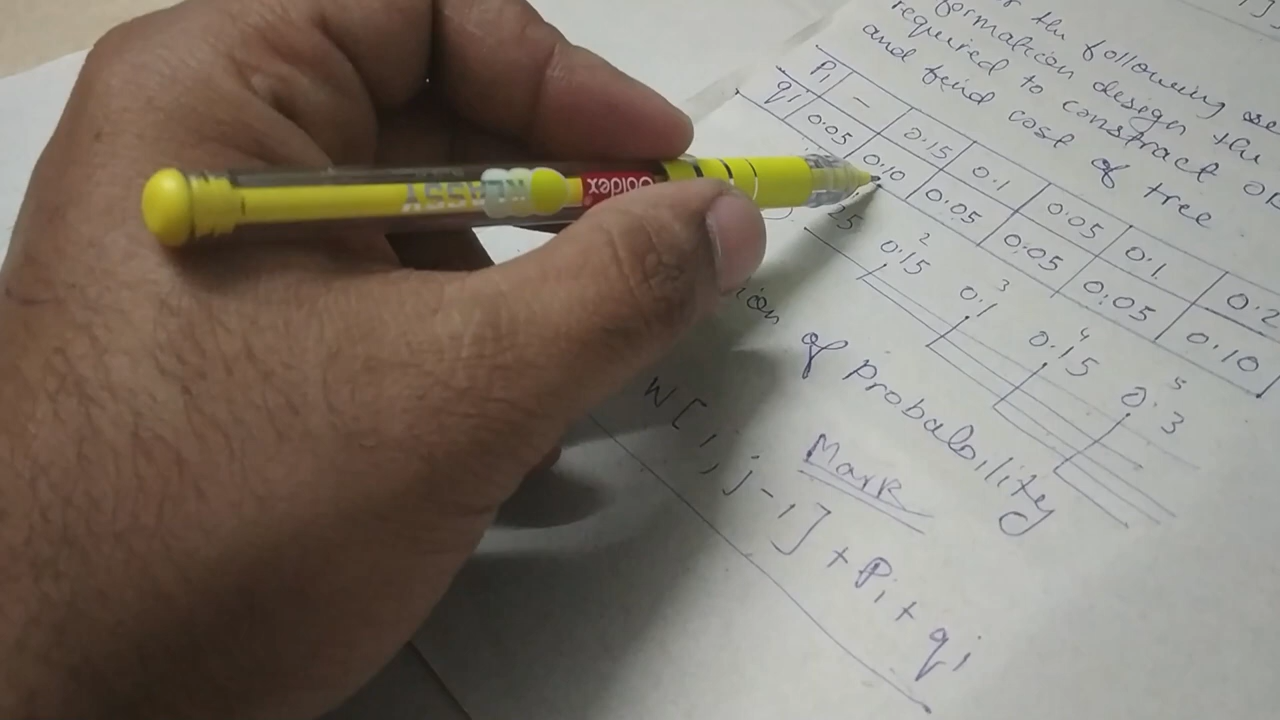 the following
formation design the
required to construct
and find cost of tree.
Pi - 0.15 0.1 0.05 0.1 0.2
qi 0.05 0.10 0.05 0:05 0:05 0.10
2 3 4 5
25 0.15 0.1 0.15 0.3
of Probability
Mark
W[i, j-1] + Pi + qi